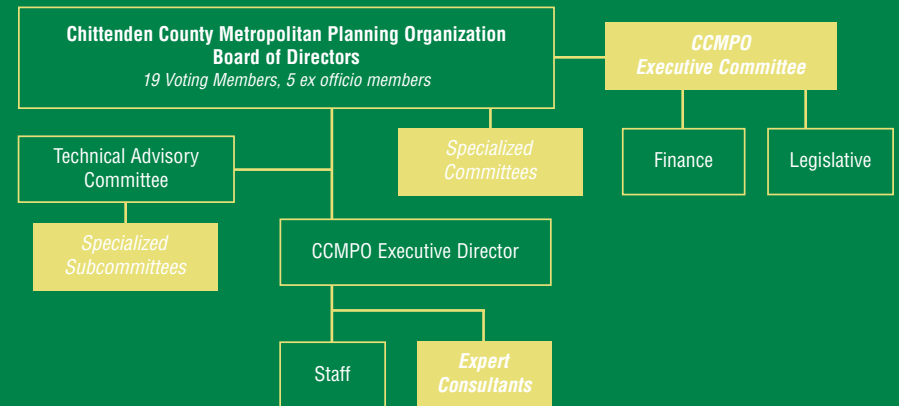 Chittenden County Metropolitan Planning Organization
Board of Directors
19 Voting Members, 5 ex officio members
CCMPO
Executive Committee
Technical Advisory
Committee
Specialized
Committees
Finance
Legislative
Specialized
Subcommittees
CCMPO Executive Director
Staff
Expert
Consultants